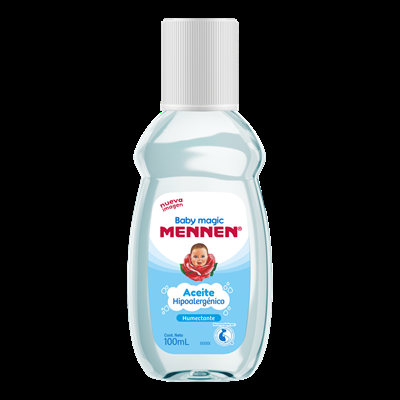 nueva
imagen
Baby magic
MENNEN®
Aceite
Hipoalergénico
Humectante
Cont. Neto
100mL